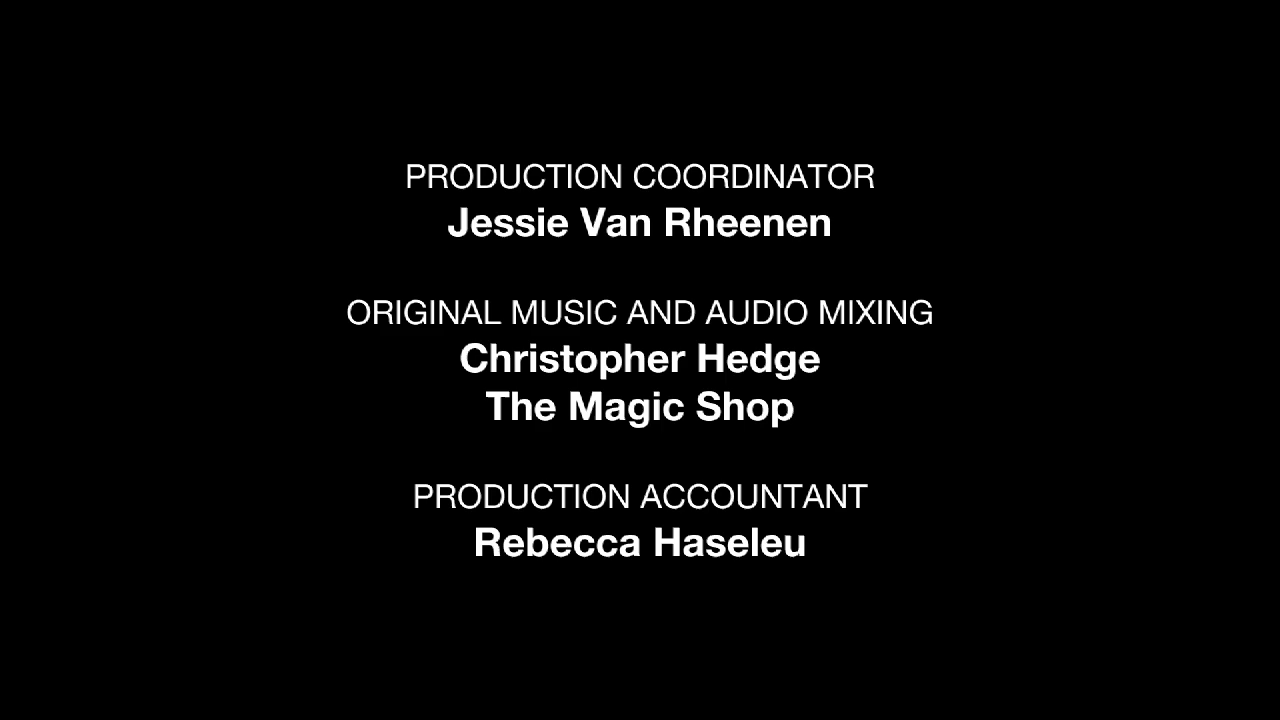 PRODUCTION COORDINATOR
Jessie Van Rheenen
ORIGINAL MUSIC AND AUDIO MIXING
Christopher Hedge
The Magic Shop
PRODUCTION ACCOUNTANT
Rebecca Haseleu